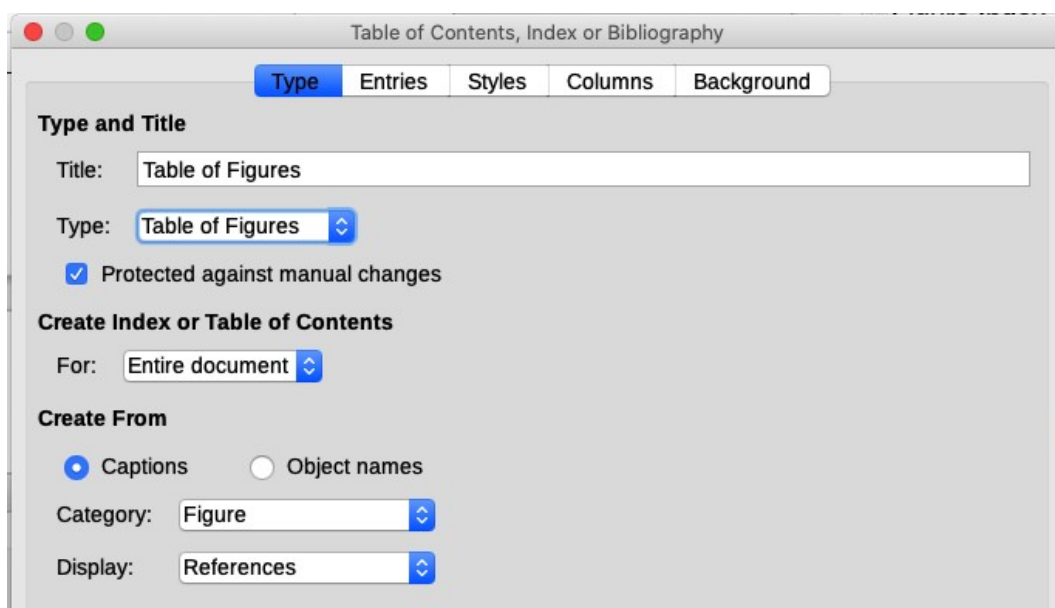 Table of Contents, Index or Bibliography
Type Entries Styles Columns Background
Type and Title
Title: Table of Figures
Type: Table of Figures
Protected against manual changes
Create Index or Table of Contents
For: Entire document
Create From
Captions Object names
Category: Figure
Display: References